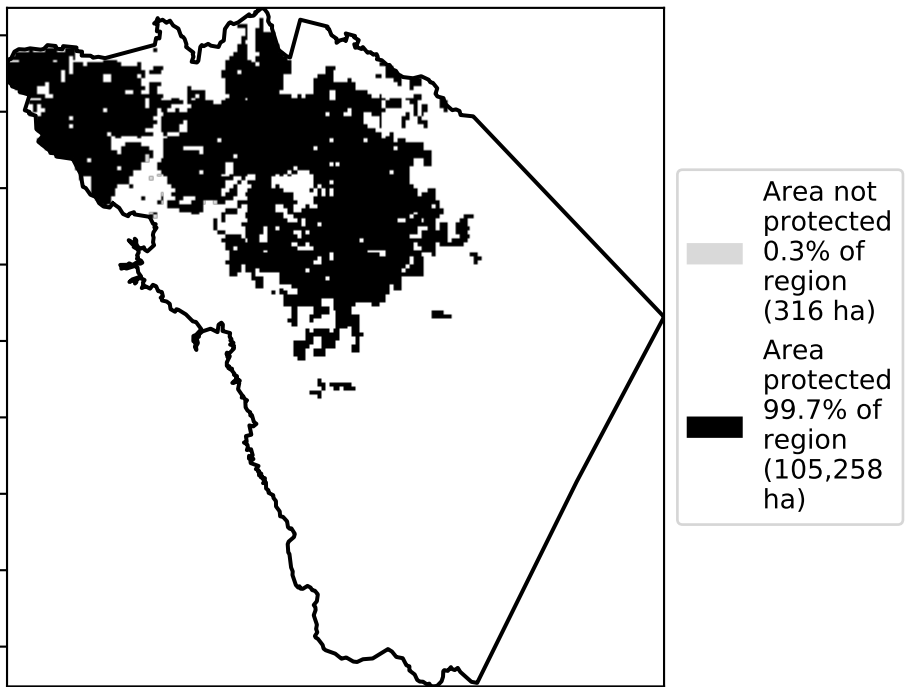 Area not
protected
0.3% of
region
(316 ha)
Area
protected
99.7% of
region
(105,258
ha)